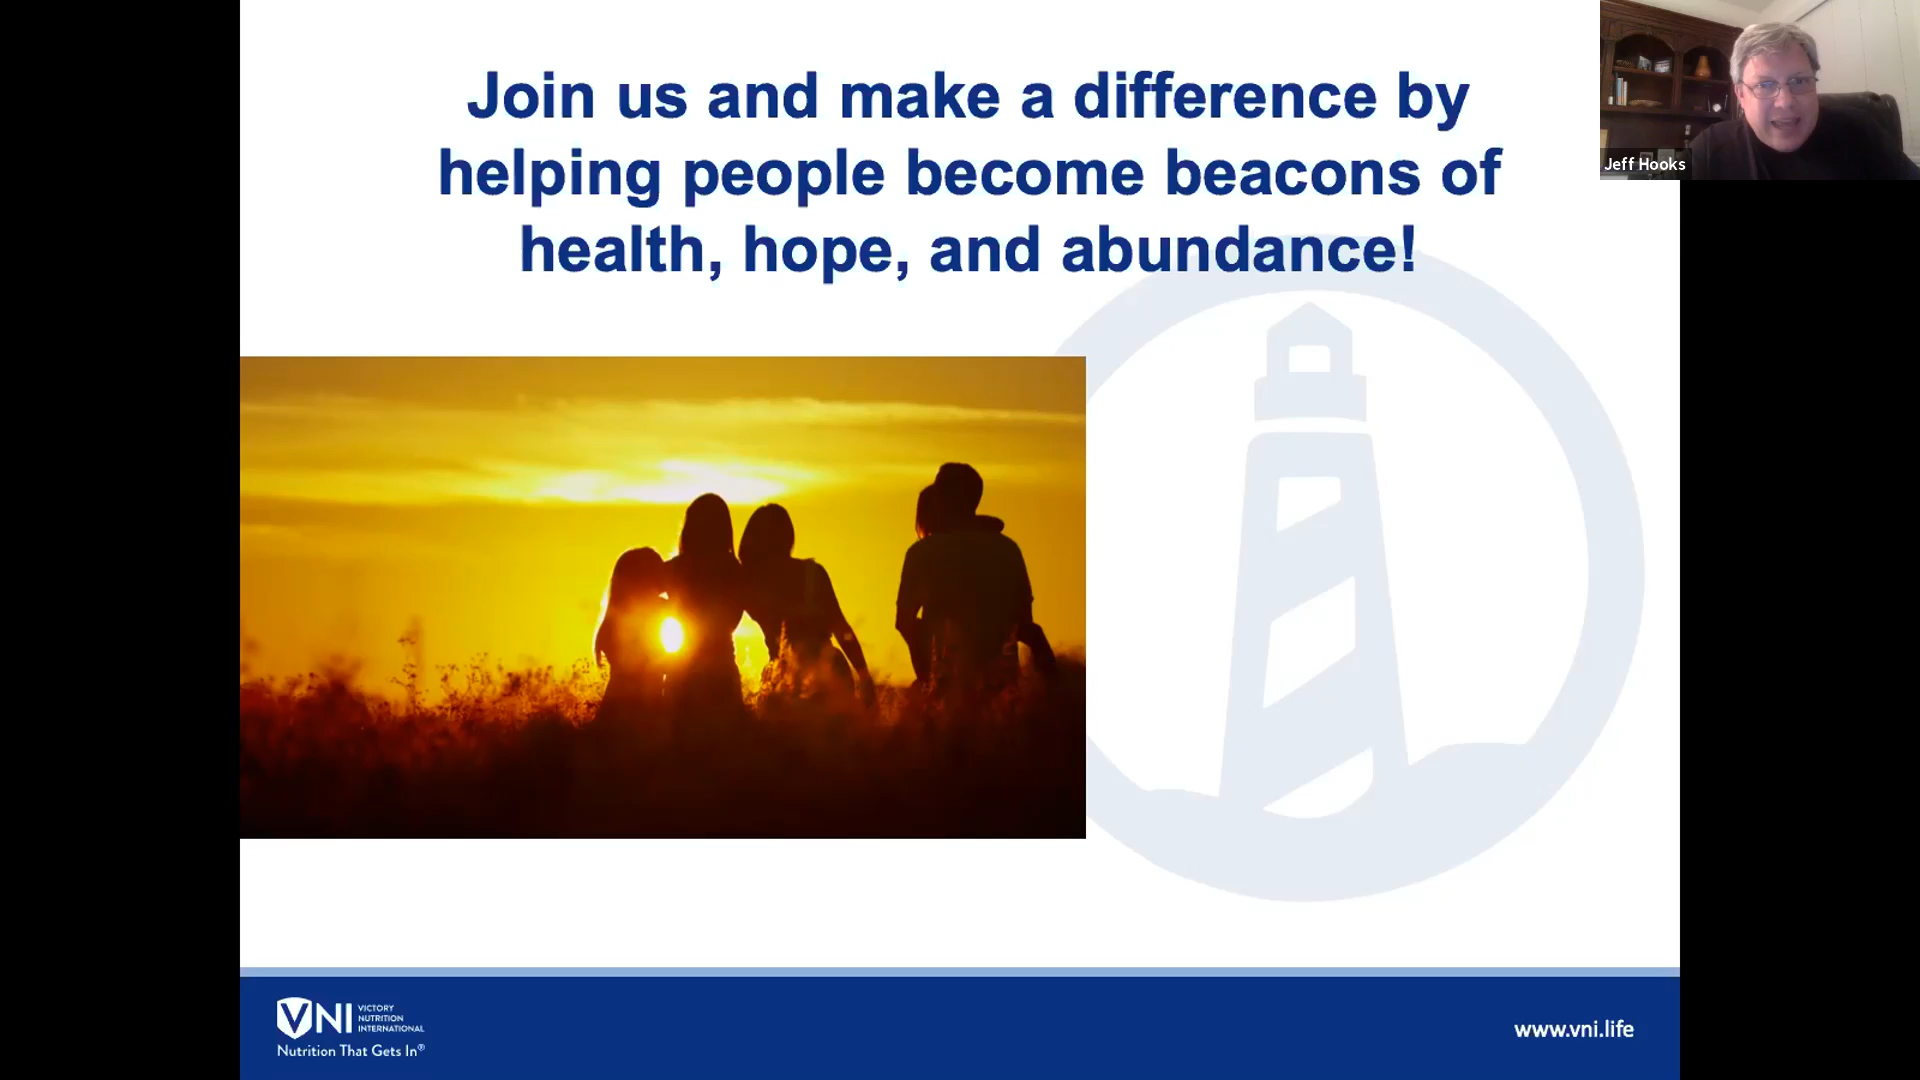 Join us and make a difference by
helping people become beacons of
health, hope, and abundance!
Jeff Hooks
VNI
VICTORY
NUTRITION
INTERNATIONAL
Nutrition That Gets In®
www.vni.life